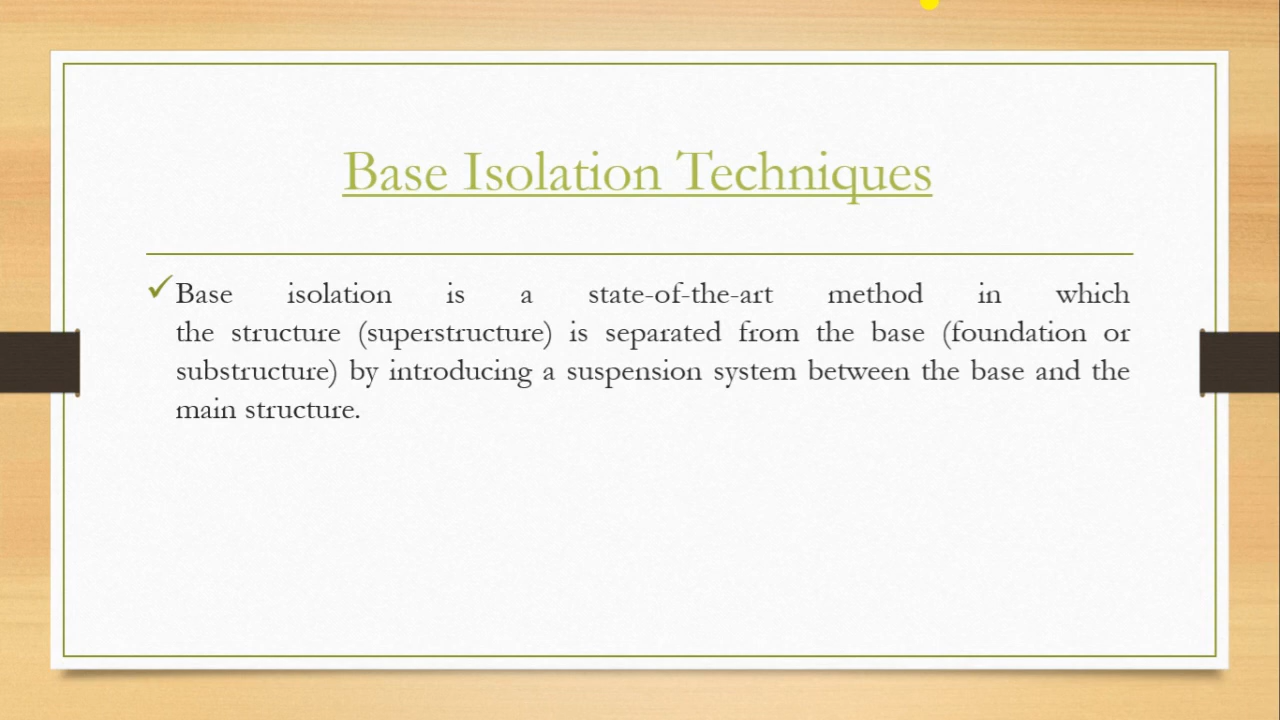 Base Isolation Techniques
Base isolation is a state-of-the-art method in which
the structure (superstructure) is separated from the base (foundation or
substructure) by introducing a suspension system between the base and the
main structure.